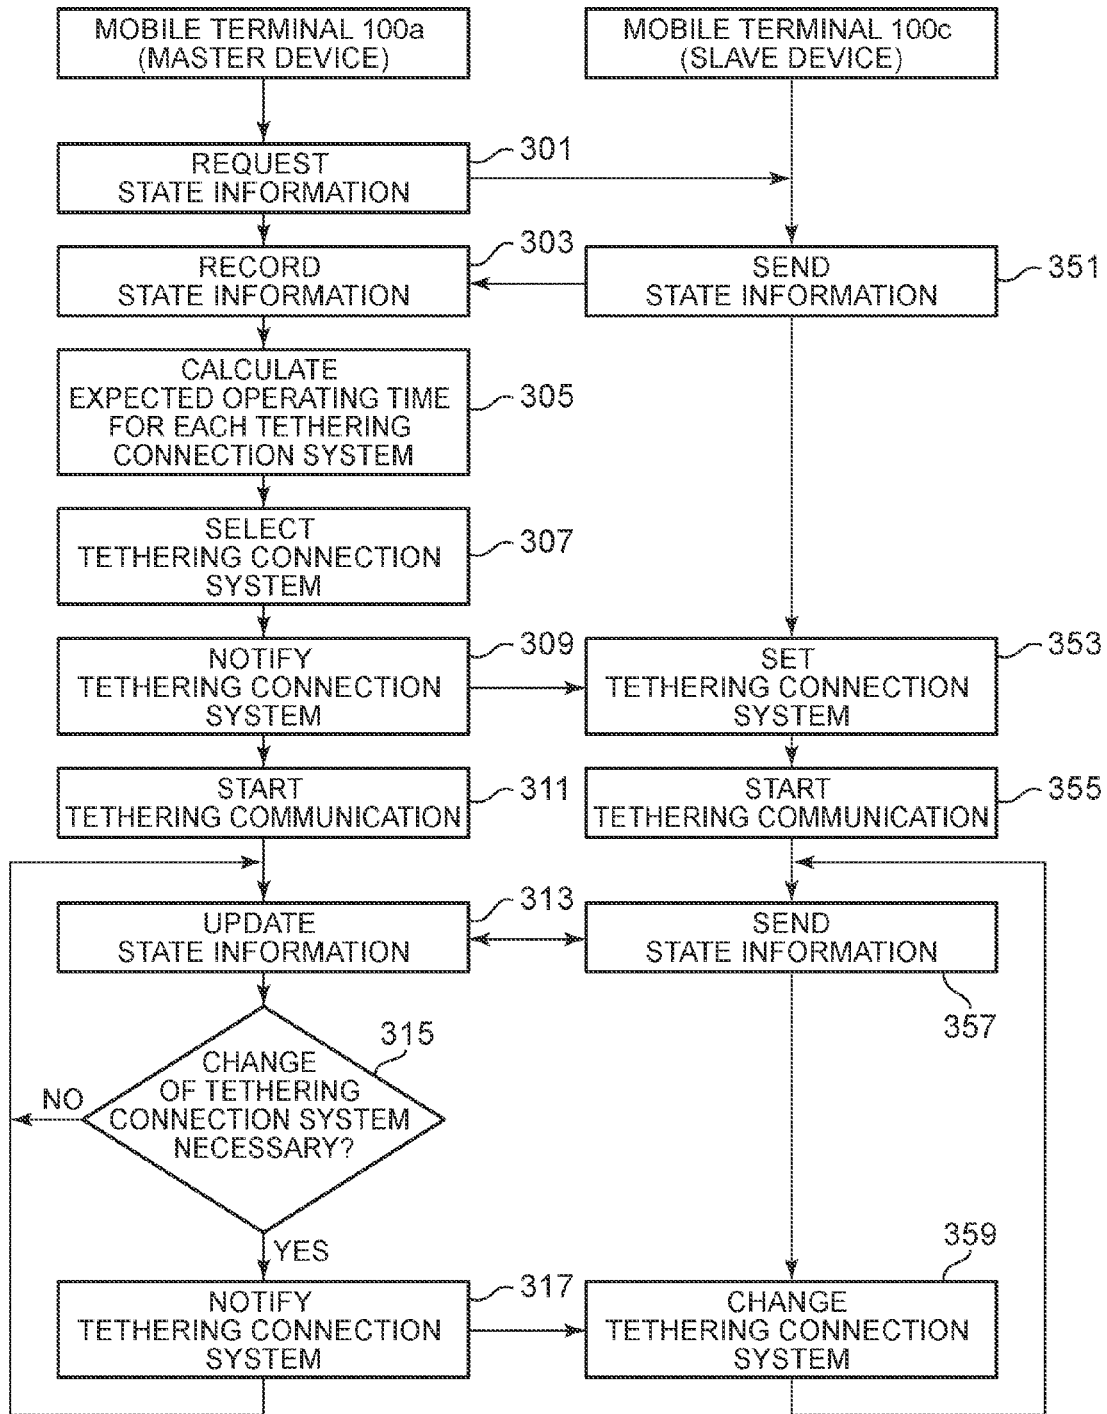 MOBILE TERMINAL 100a
(MASTER DEVICE)
MOBILE TERMINAL 100c
(SLAVE DEVICE)
REQUEST
STATE INFORMATION
301
RECORD
STATE INFORMATION
303
SEND
STATE INFORMATION
351
CALCULATE
EXPECTED OPERATING TIME
FOR EACH TETHERING
CONNECTION SYSTEM
305
SELECT
TETHERING CONNECTION
SYSTEM
307
NOTIFY
TETHERING CONNECTION
SYSTEM
309
SET
TETHERING CONNECTION
SYSTEM
353
START
TETHERING COMMUNICATION
311
START
TETHERING COMMUNICATION
355
UPDATE
STATE INFORMATION
313
SEND
STATE INFORMATION
357
CHANGE
OF TETHERING
CONNECTION SYSTEM
NECESSARY?
315
NO
YES
NOTIFY
TETHERING CONNECTION
SYSTEM
317
CHANGE
TETHERING CONNECTION
SYSTEM
359